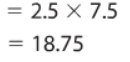 = 2.5 × 7.5
= 18.75